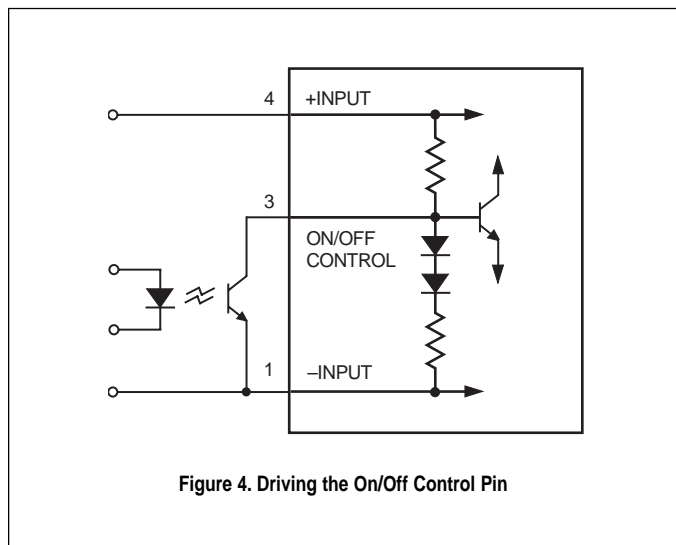 4 +INPUT
3
ON/OFF
CONTROL
1 –INPUT
Figure 4. Driving the On/Off Control Pin